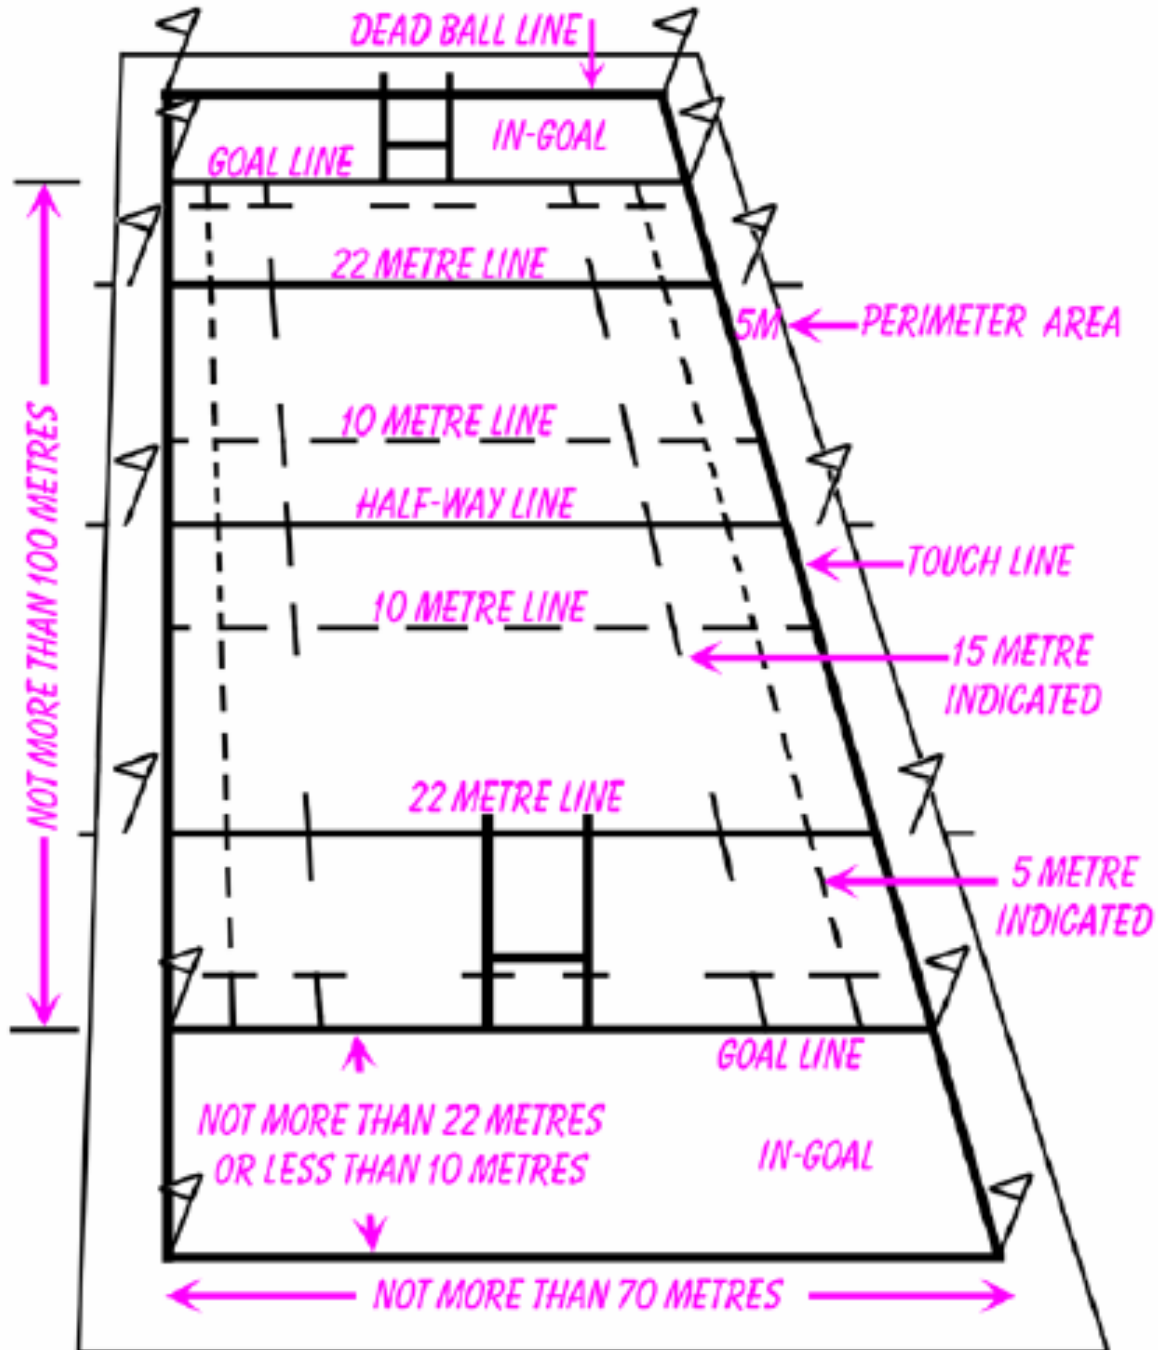 DEAD BALL LINE
IN-GOAL
GOAL LINE
22 METRE LINE
5M
PERIMETER AREA
10 METRE LINE
NOT MORE THAN 100 METRES
HALF-WAY LINE
TOUCH LINE
10 METRE LINE
15 METRE
INDICATED
22 METRE LINE
5 METRE
INDICATED
GOAL LINE
NOT MORE THAN 22 METRES
OR LESS THAN 10 METRES
IN-GOAL
NOT MORE THAN 70 METRES